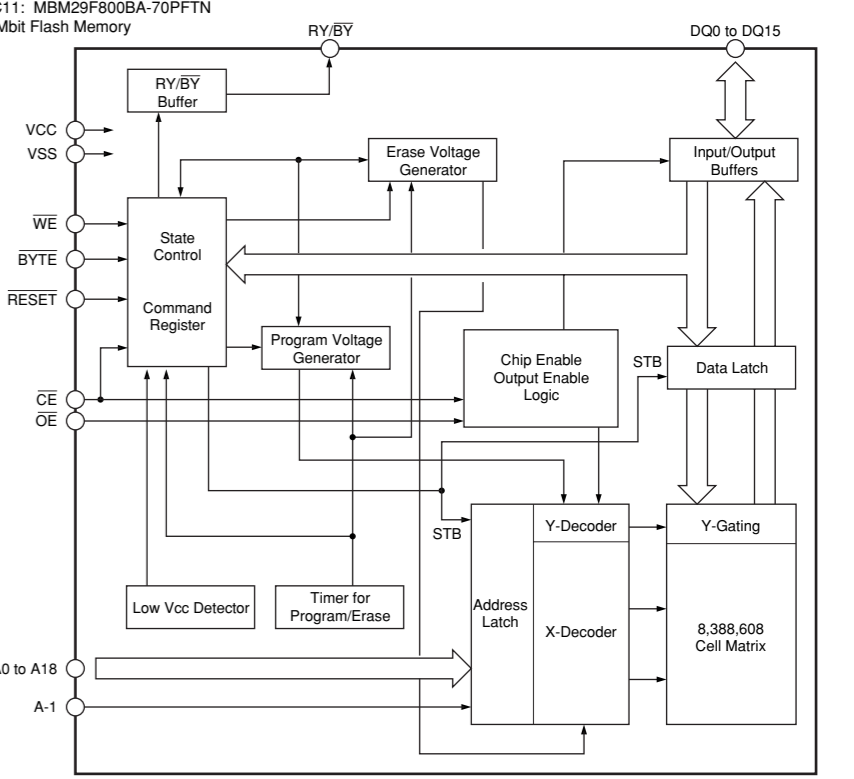 C11: MBM29F800BA-70PFTN
Mbit Flash Memory
RY/BY
DQ0 to DQ15
RY/BY
Buffer
VCC
VSS
Erase Voltage
Generator
Input/Output
Buffers
WE
State
Control
BYTE
RESET
Command
Register
Program Voltage
Generator
Chip Enable
Output Enable
Logic
STB
Data Latch
CE
OE
STB
Y-Decoder
Y-Gating
Low Vcc Detector
Timer for
Program/Erase
Address
Latch
X-Decoder
8,388,608
Cell Matrix
A0 to A18
A-1